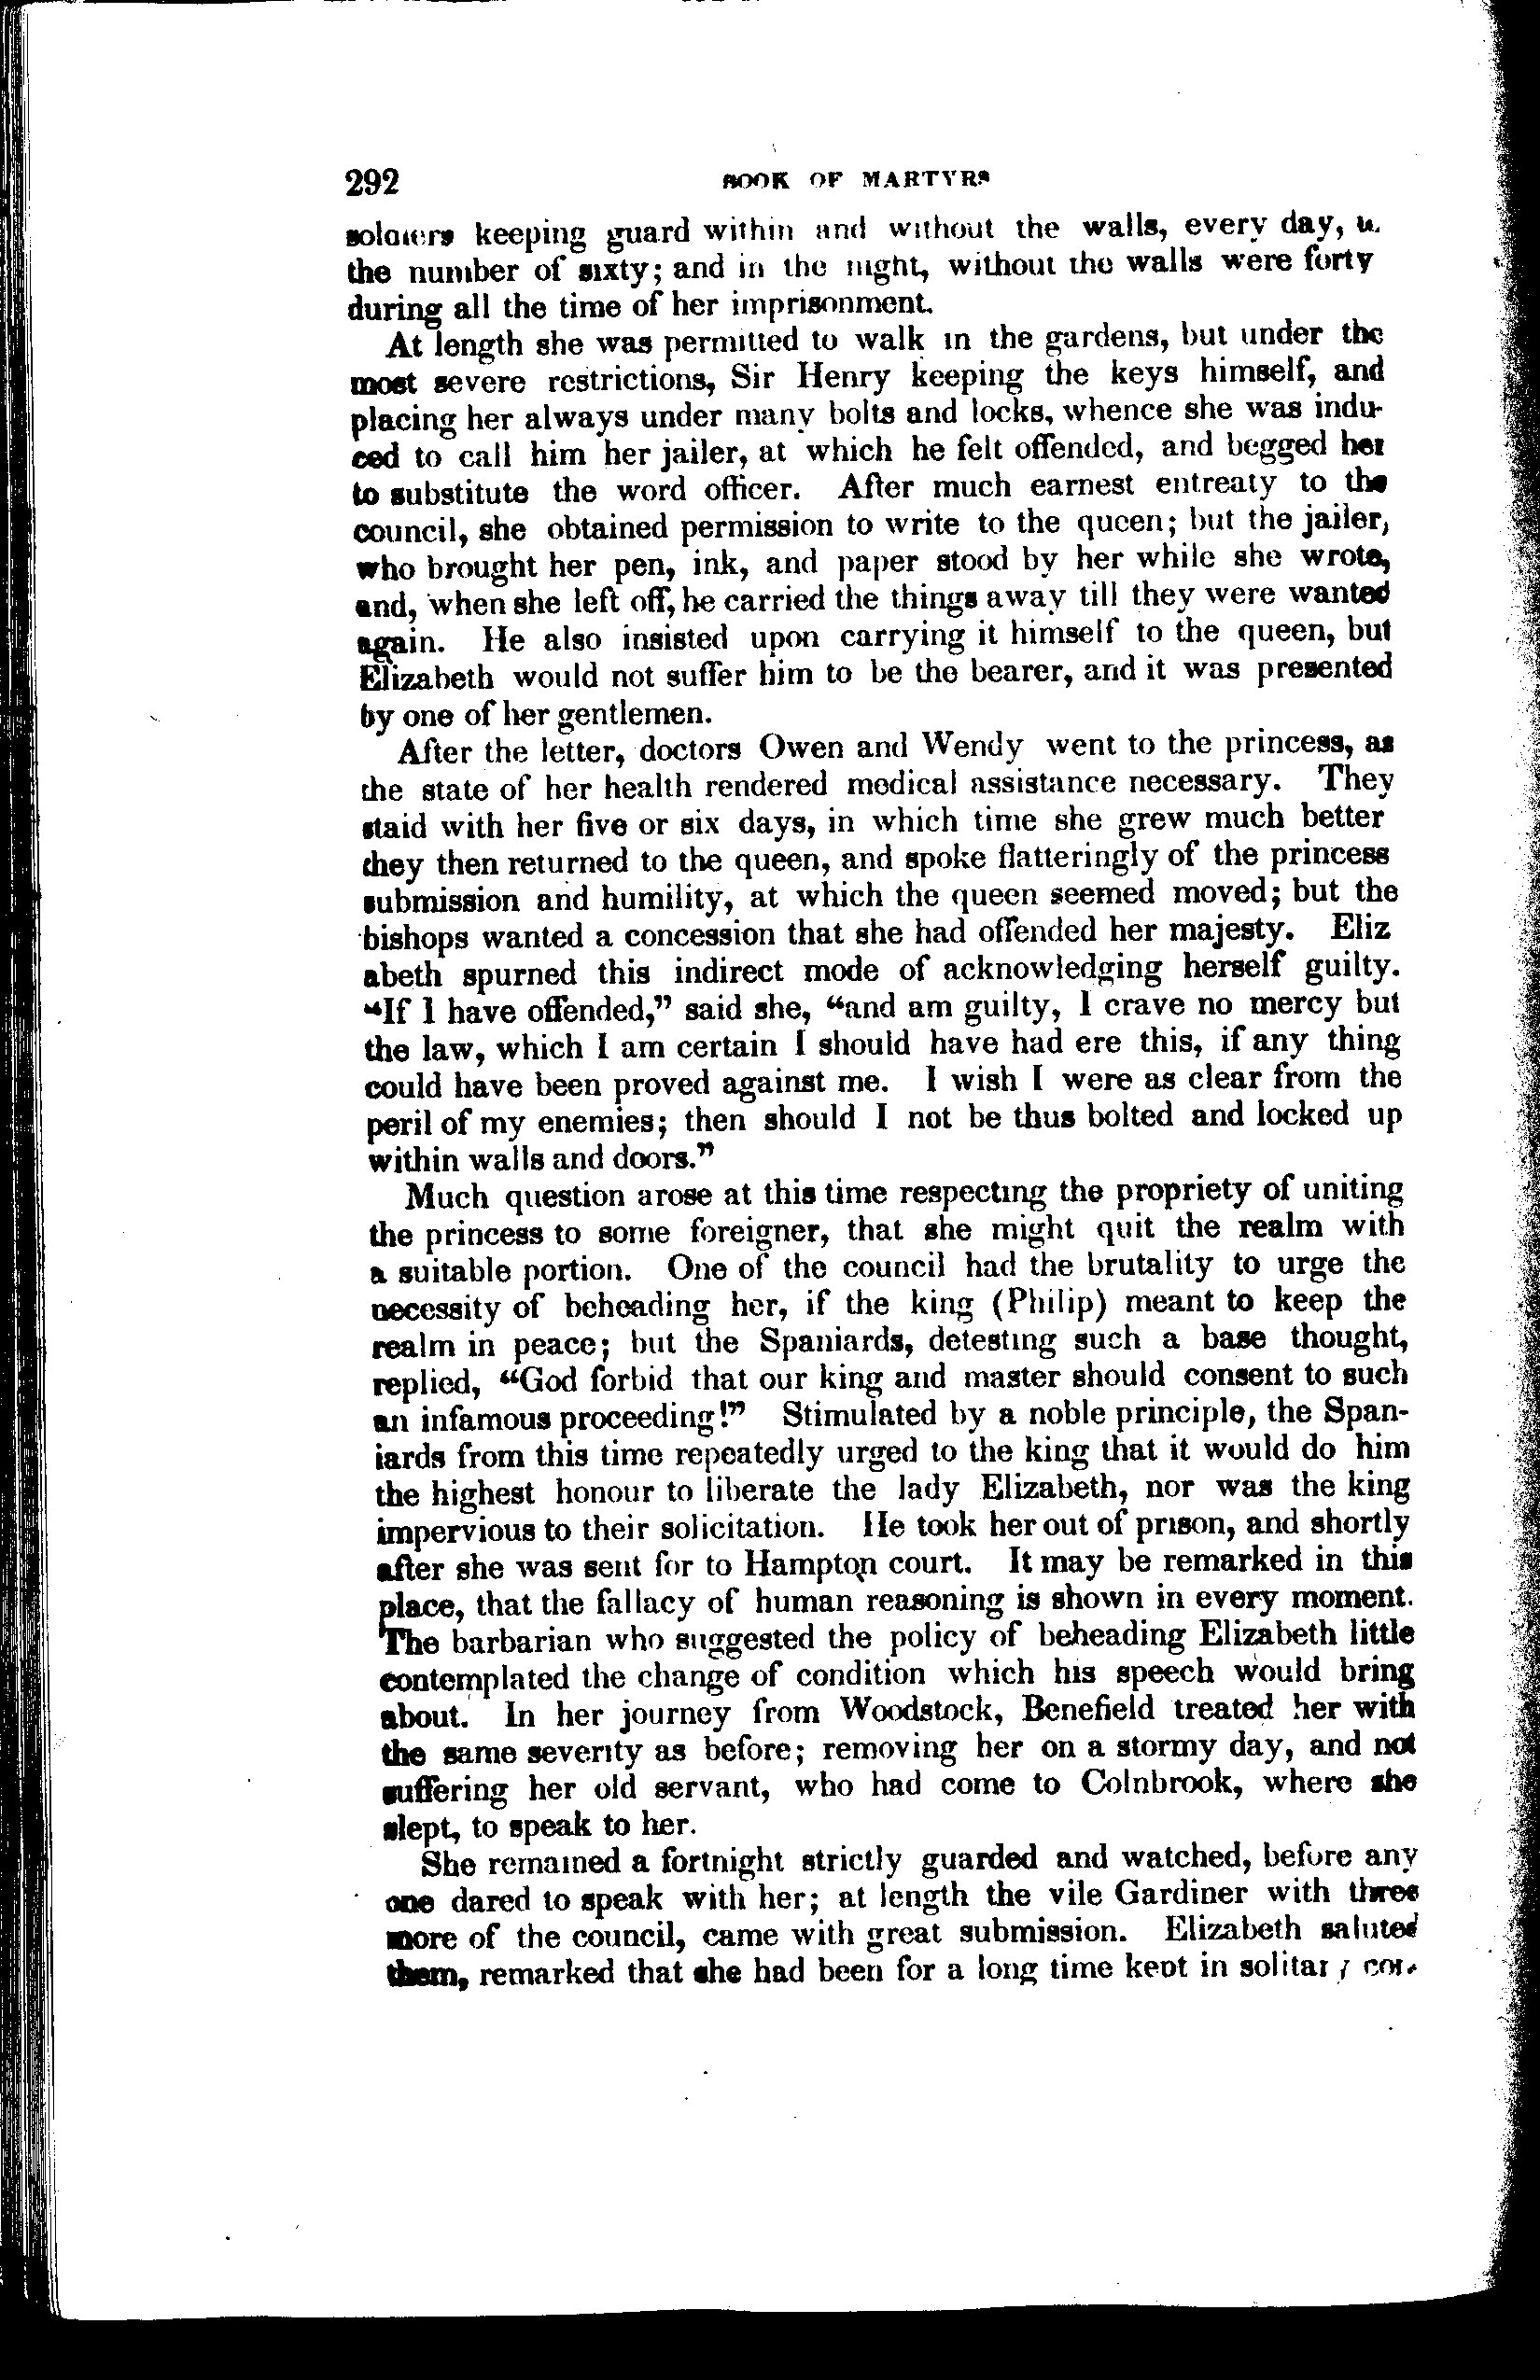 292 BOOK OF MARTYRS
soldiers keeping guard within and without the walls, every day,
the number of sixty; and in the night, without the walls were forty
during all the time of her imprisonment.
At length she was permitted to walk in the gardens, but under the
most severe restrictions, Sir Henry keeping the keys himself, and
placing her always under many bolts and locks, whence she was indu-
ced to call him her jailer, at which he felt offended, and begged her
to substitute the word officer. After much earnest entreaty to the
council, she obtained permission to write to the queen; but the jailer,
who brought her pen, ink, and paper stood by her while she wrote,
and, when she left off, he carried the things away till they were wanted
again. He also insisted upon carrying it himself to the queen, but
Elizabeth would not suffer him to be the bearer, and it was presented
by one of her gentlemen.
After the letter, doctors Owen and Wendy went to the princess, as
the state of her health rendered medical assistance necessary. They
staid with her five or six days, in which time she grew much better
they then returned to the queen, and spoke flatteringly of the princess
submission and humility, at which the queen seemed moved; but the
bishops wanted a concession that she had offended her majesty. Eliz
abeth spurned this indirect mode of acknowledging herself guilty.
"If I have offended," said she, "and am guilty, I crave no mercy but
the law, which I am certain I should have had ere this, if any thing
could have been proved against me. I wish I were as clear from the
peril of my enemies; then should I not be thus bolted and locked up
within walls and doors."
Much question arose at this time respecting the propriety of uniting
the princess to some foreigner, that she might quit the realm with
a suitable portion. One of the council had the brutality to urge the
necessity of beheading her, if the king (Philip) meant to keep the
realm in peace; but the Spaniards, detesting such a base thought,
replied, "God forbid that our king and master should consent to such
an infamous proceeding!" Stimulated by a noble principle, the Span-
iards from this time repeatedly urged to the king that it would do him
the highest honour to liberate the lady Elizabeth, nor was the king
impervious to their solicitation. He took her out of prison, and shortly
after she was sent for to Hampton court. It may be remarked in this
place, that the fallacy of human reasoning is shown in every moment.
The barbarian who suggested the policy of beheading Elizabeth little
contemplated the change of condition which his speech would bring
about. In her journey from Woodstock, Benefield treated her with
the same severity as before; removing her on a stormy day, and not
suffering her old servant, who had come to Colnbrook, where she
slept, to speak to her.
She remained a fortnight strictly guarded and watched, before any
one dared to speak with her; at length the vile Gardiner with three
more of the council, came with great submission. Elizabeth saluted
them, remarked that she had been for a long time kept in solitary